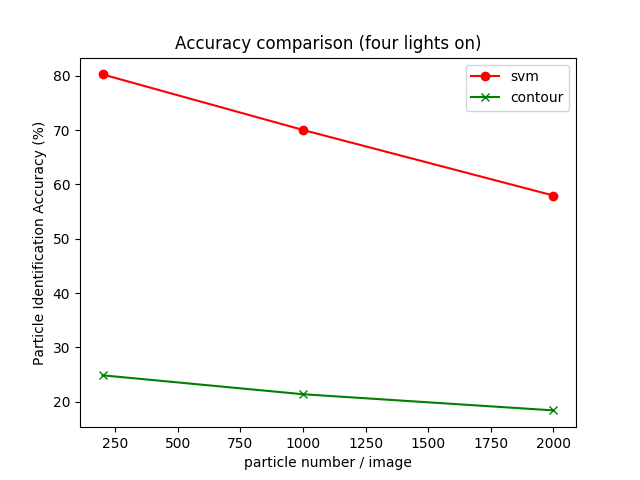 Accuracy comparison (four lights on)
svm
contour
Particle Identification Accuracy (%)
80
70
60
50
40
30
20
250 500 750 1000 1250 1500 1750 2000
particle number / image